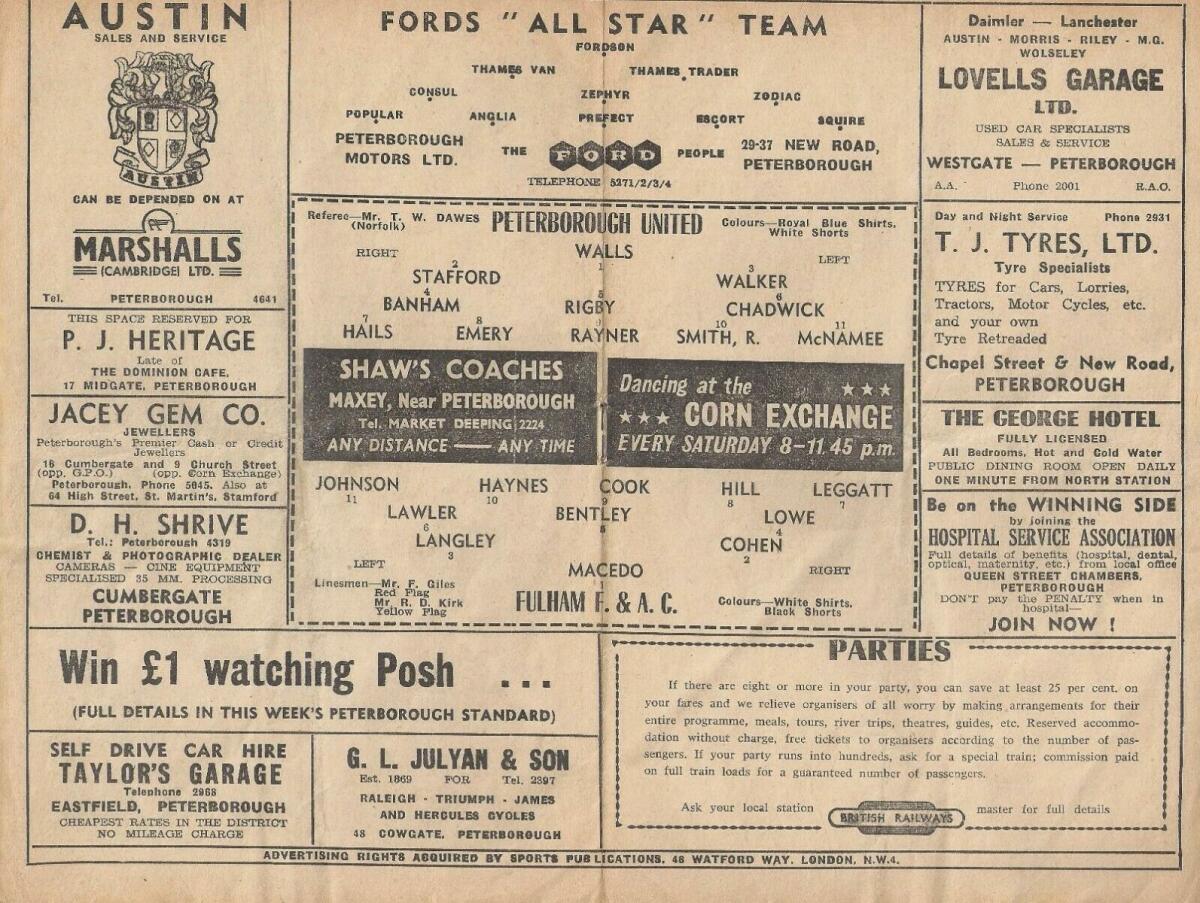 AUSTIN
SALES AND SERVICE
AUSTIN
CAN BE DEPENDED ON AT
MARSHALLS
(CAMBRIDGE) LTD.
Tel. PETERBOROUGH 4641
THIS SPACE RESERVED FOR
P. J. HERITAGE
Late of
THE DOMINION CAFE,
17 MIDGATE, PETERBOROUGH
JACEY GEM CO.
JEWELLERS
Peterborough's Premier Cash or Credit
Jewellers
16 Cumbergate and 9 Church Street
(opp. G.P.O.) (opp. Corn Exchange)
Peterborough. Phone 5045. Also at
64 High Street, St. Martin's, Stamford
D. H. SHRIVE
Tel.: Peterborough 4319
CHEMIST & PHOTOGRAPHIC DEALER
CAMERAS — CINE EQUIPMENT
SPECIALISED 35 MM. PROCESSING
CUMBERGATE
PETERBOROUGH
FORDS "ALL STAR" TEAM
FORDSON
THAMES VAN THAMES TRADER
CONSUL ZEPHYR ZODIAC
POPULAR ANGLIA PREFECT ESCORT SQUIRE
PETERBOROUGH
MOTORS LTD.
THE FORD PEOPLE
29-37 NEW ROAD,
PETERBOROUGH
TELEPHONE 5271/2/3/4
Referee—Mr. T. W. DAWES
(Norfolk)
PETERBOROUGH UNITED
Colours—Royal Blue Shirts,
White Shorts
RIGHT WALLS LEFT
1
2 3
STAFFORD WALKER
4 5 6
BANHAM RIGBY CHADWICK
7 8 9 10 11
HAILS EMERY RAYNER SMITH, R. McNAMEE
SHAW'S COACHES
MAXEY, Near PETERBOROUGH
Tel. MARKET DEEPING 2224
ANY DISTANCE — ANY TIME
Dancing at the
CORN EXCHANGE
EVERY SATURDAY 8–11.45 p.m.
JOHNSON HAYNES COOK HILL LEGGATT
11 10 9 8 7
LAWLER BENTLEY LOWE
6 5 4
LANGLEY COHEN
3 2
LEFT MACEDO RIGHT
1
Linesmen—Mr. F. Giles
Red Flag
Mr. R. D. Kirk
Yellow Flag
FULHAM F. & A. C.
Colours—White Shirts,
Black Shorts
Daimler — Lanchester
AUSTIN - MORRIS - RILEY - M.G.
WOLSELEY
LOVELLS GARAGE
LTD.
USED CAR SPECIALISTS
SALES & SERVICE
WESTGATE — PETERBOROUGH
A.A. Phone 2001 R.A.C.
Day and Night Service Phone 2931
T. J. TYRES, LTD.
Tyre Specialists
TYRES for Cars, Lorries,
Tractors, Motor Cycles, etc.
and your own
Tyre Retreaded
Chapel Street & New Road,
PETERBOROUGH
THE GEORGE HOTEL
FULLY LICENSED
All Bedrooms, Hot and Cold Water
PUBLIC DINING ROOM OPEN DAILY
ONE MINUTE FROM NORTH STATION
Be on the WINNING SIDE
by joining the
HOSPITAL SERVICE ASSOCIATION
Full details of benefits (hospital, dental,
optical, maternity, etc.) from local office
QUEEN STREET CHAMBERS,
PETERBOROUGH
DON'T pay the PENALTY when in
hospital—
JOIN NOW !
Win £1 watching Posh ...
(FULL DETAILS IN THIS WEEK'S PETERBOROUGH STANDARD)
SELF DRIVE CAR HIRE
TAYLOR'S GARAGE
Telephone 2968
EASTFIELD, PETERBOROUGH
CHEAPEST RATES IN THE DISTRICT
NO MILEAGE CHARGE
G. L. JULYAN & SON
Est. 1869 FOR Tel. 2397
RALEIGH - TRIUMPH - JAMES
AND HERCULES CYCLES
48 COWGATE, PETERBOROUGH
PARTIES
If there are eight or more in your party, you can save at least 25 per cent. on
your fares and we relieve organisers of all worry by making arrangements for their
entire programme, meals, tours, river trips, theatres, guides, etc. Reserved accommo-
dation without charge, free tickets to organisers according to the number of pas-
sengers. If your party runs into hundreds, ask for a special train; commission paid
on full train loads for a guaranteed number of passengers.
Ask your local station BRITISH RAILWAYS master for full details
ADVERTISING RIGHTS ACQUIRED BY SPORTS PUBLICATIONS, 46 WATFORD WAY, LONDON, N.W.4.